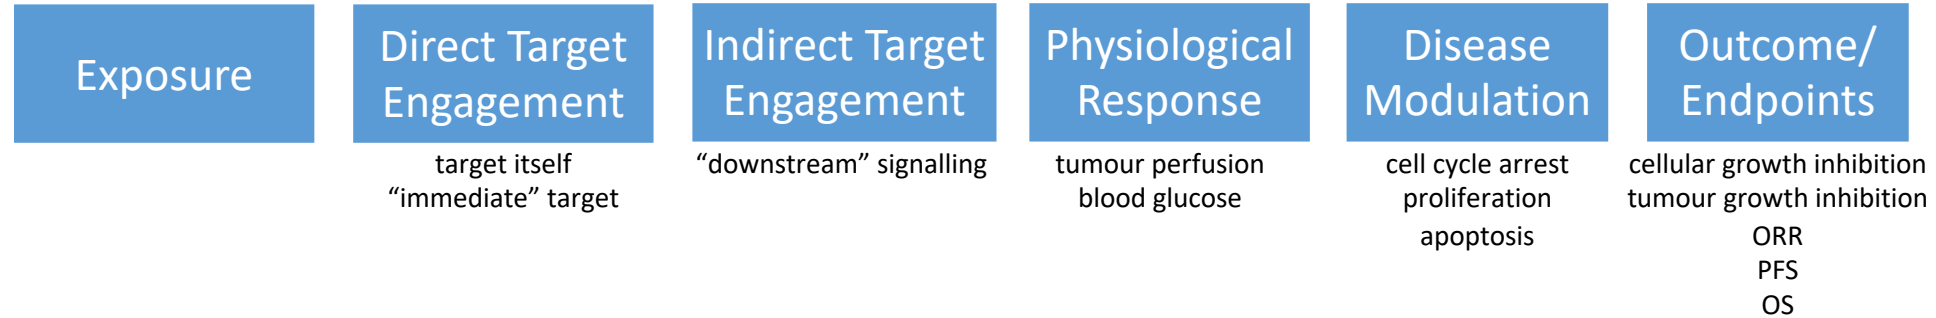 Exposure
Direct Target
Engagement
target itself
“immediate” target
Indirect Target
Engagement
“downstream” signalling
Physiological
Response
tumour perfusion
blood glucose
Disease
Modulation
cell cycle arrest
proliferation
apoptosis
Outcome/
Endpoints
cellular growth inhibition
tumour growth inhibition
ORR
PFS
OS